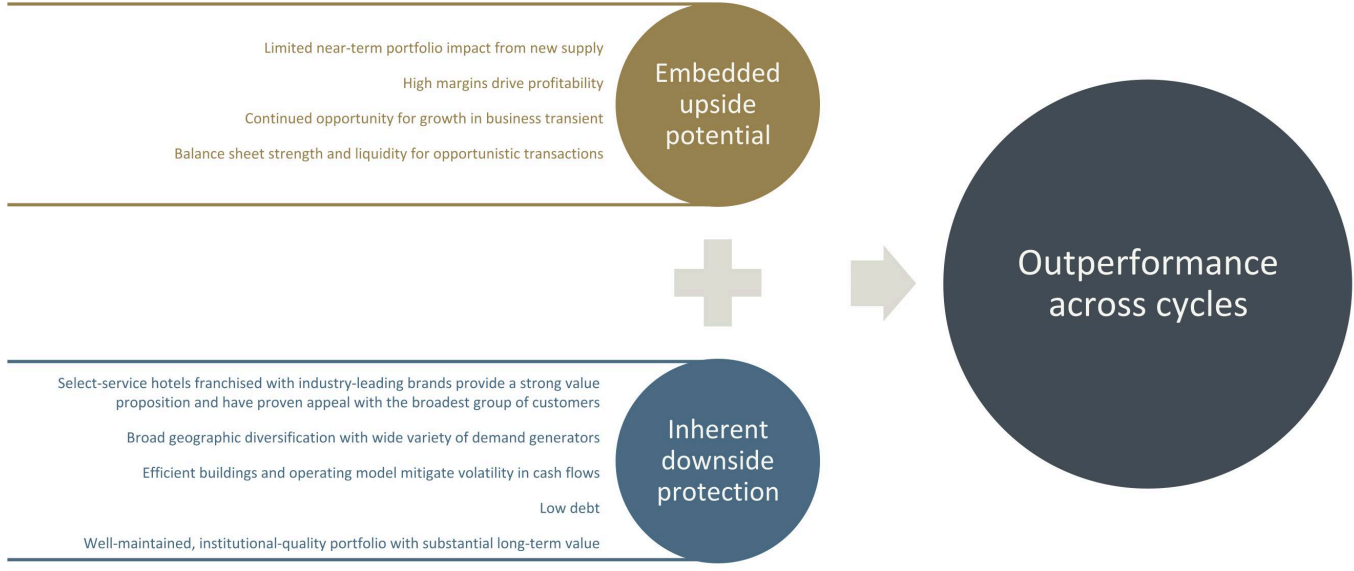 Limited near-term portfolio impact from new supply
High margins drive profitability
Continued opportunity for growth in business transient
Balance sheet strength and liquidity for opportunistic transactions
Embedded
upside
potential
Select-service hotels franchised with industry-leading brands provide a strong value
proposition and have proven appeal with the broadest group of customers
Broad geographic diversification with wide variety of demand generators
Efficient buildings and operating model mitigate volatility in cash flows
Low debt
Well-maintained, institutional-quality portfolio with substantial long-term value
Inherent
downside
protection
Outperformance
across cycles